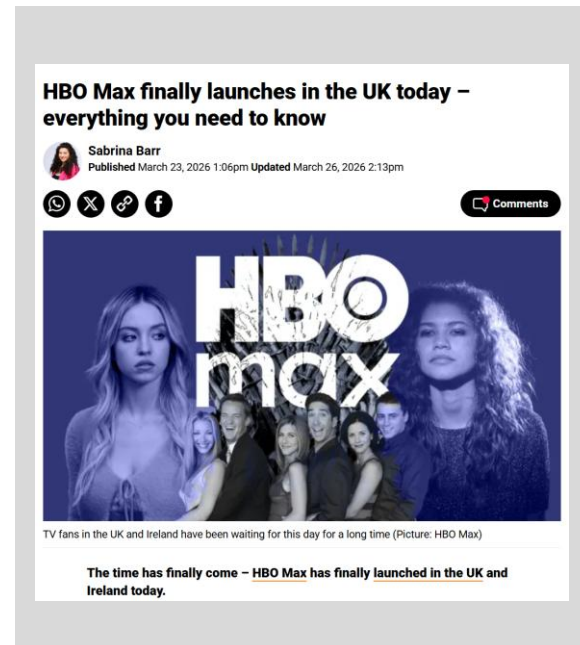 HBO Max finally launches in the UK today –
everything you need to know
Sabrina Barr
Published March 23, 2026 1:06pm Updated March 26, 2026 2:13pm
Comments
HBO
max
TV fans in the UK and Ireland have been waiting for this day for a long time (Picture: HBO Max)
The time has finally come – HBO Max has finally launched in the UK and
Ireland today.